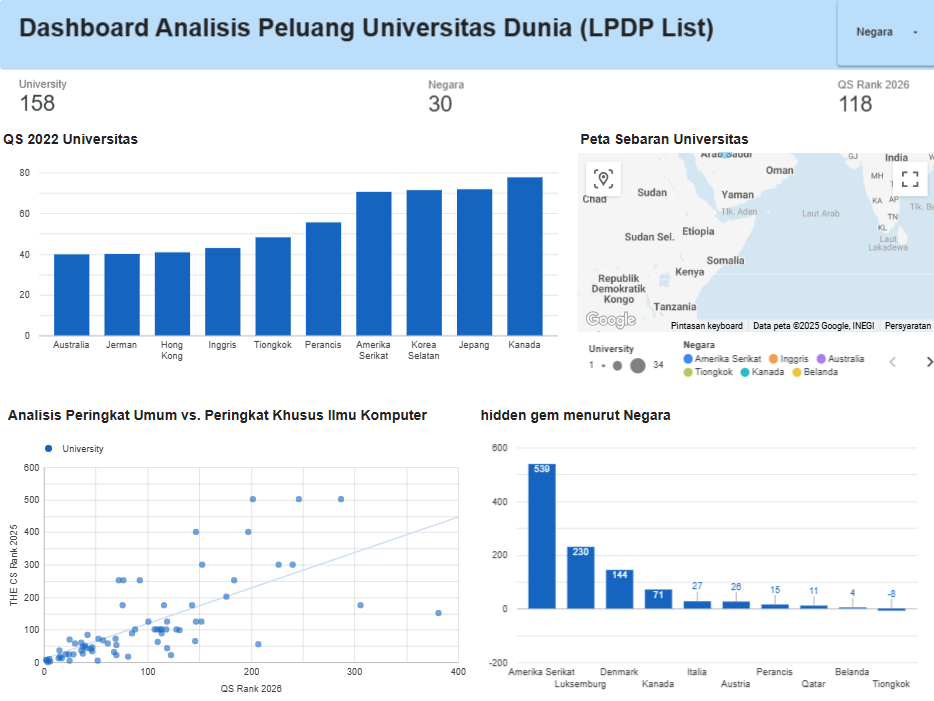 Dashboard Analisis Peluang Universitas Dunia (LPDP List)
Negara
University
158
Negara
30
QS Rank 2026
118
QS 2022 Universitas
80
60
40
20
0
Australia
Jerman
Hong Kong
Inggris
Tiongkok
Perancis
Amerika Serikat
Korea Selatan
Jepang
Kanada
Peta Sebaran Universitas
Arab Saudi
Oman
GJ
India
Chad
Sudan
Yaman
Tlk. Aden
Laut Arab
MH
KA
AP
TN
KL
Tlk.
Laut Lakadewa
Sudan Sel.
Etiopia
Somalia
Kenya
Republik
Demokratik
Kongo
Tanzania
Google
Pintasan keyboard
Data peta ©2025 Google, INEGI
Persyaratan
University
1
34
Negara
Amerika Serikat
Inggris
Australia
Tiongkok
Kanada
Belanda
Analisis Peringkat Umum vs. Peringkat Khusus Ilmu Komputer
University
THE CS Rank 2025
600
500
400
300
200
100
0
0
100
200
300
400
QS Rank 2026
hidden gem menurut Negara
600
400
200
0
-200
539
230
144
71
27
26
15
11
4
-8
Amerika Serikat
Luksemburg
Denmark
Kanada
Italia
Austria
Perancis
Qatar
Belanda
Tiongkok